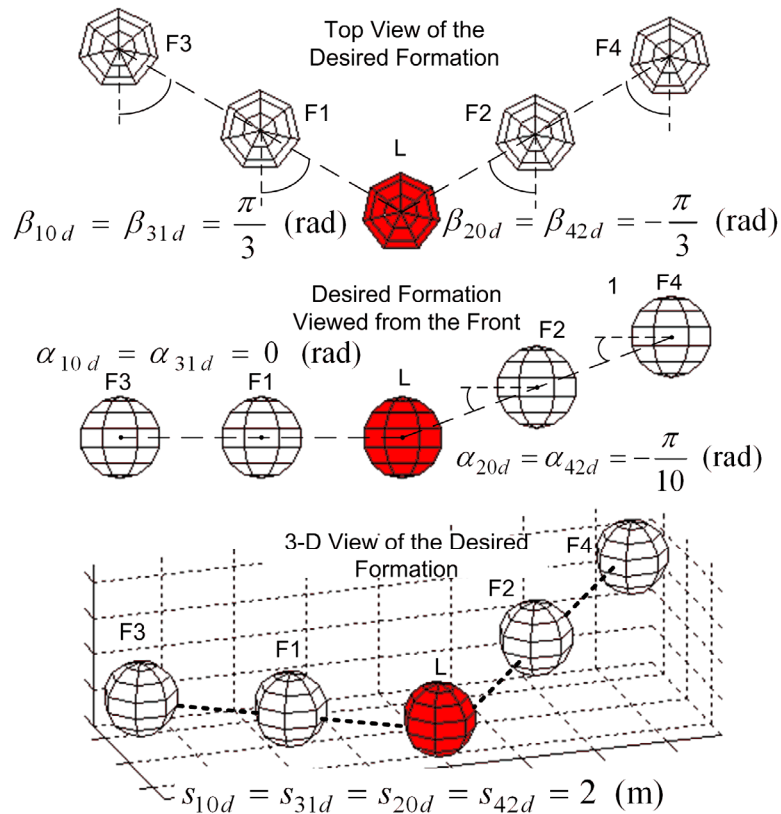 Top View of the
Desired Formation
F3
F4
F1
F2
L
β₁₀d = β₃₁d = π/3 (rad)
β₂₀d = β₄₂d = −π/3 (rad)
1
F4
Desired Formation
Viewed from the Front
F2
α₁₀d = α₃₁d = 0 (rad)
F3
F1
L
α₂₀d = α₄₂d = −π/10 (rad)
3-D View of the Desired
Formation
F4
F2
F3
F1
L
s₁₀d = s₃₁d = s₂₀d = s₄₂d = 2 (m)